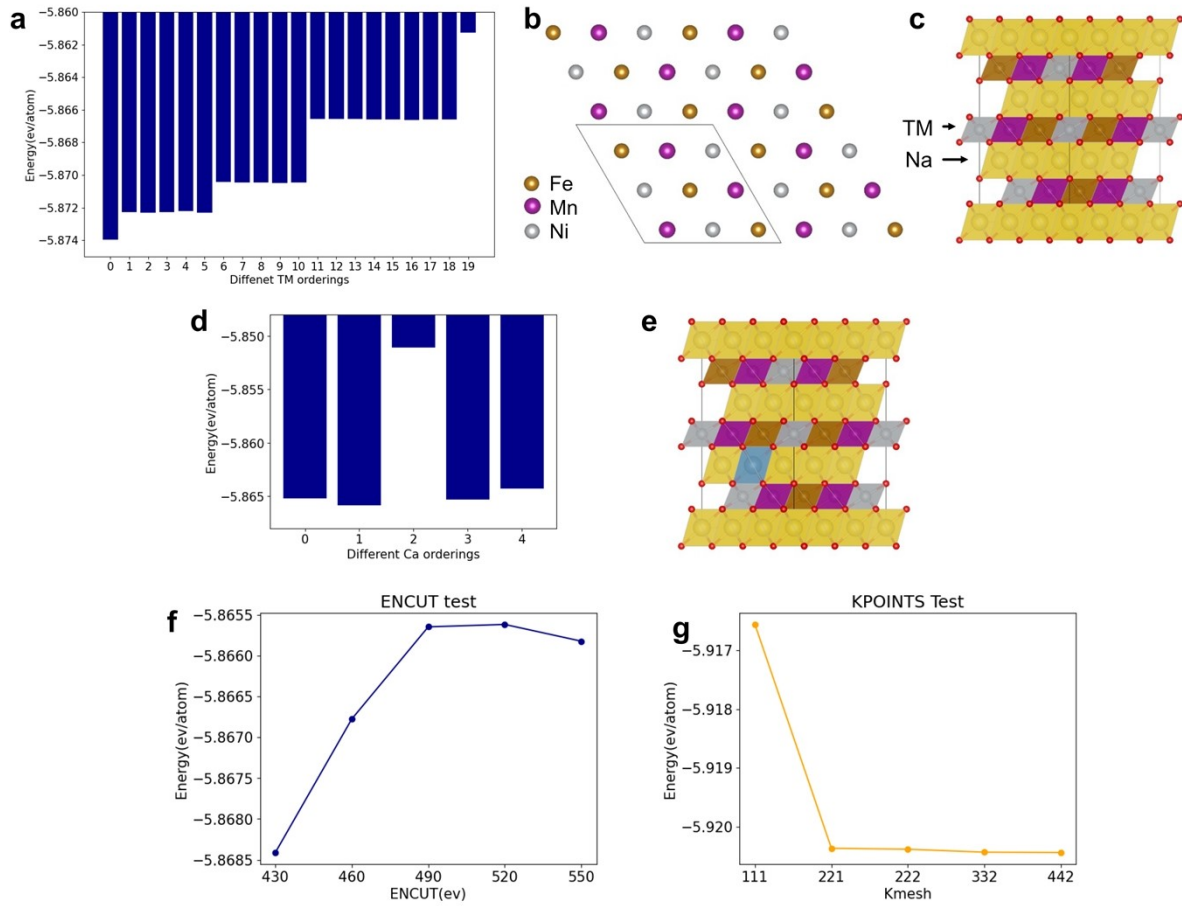 a
−5.860
−5.862
−5.864
−5.866
−5.868
−5.870
−5.872
−5.874
Energy(ev/atom)
0 1 2 3 4 5 6 7 8 9 10 11 12 13 14 15 16 17 18 19
Diffenet TM orderings
b
Fe
Mn
Ni
c
TM
Na
d
−5.850
−5.855
−5.860
−5.865
Energy(ev/atom)
0 1 2 3 4
Different Ca orderings
e
f
ENCUT test
−5.8655
−5.8660
−5.8665
−5.8670
−5.8675
−5.8680
−5.8685
Energy(ev/atom)
430 460 490 520 550
ENCUT(ev)
g
KPOINTS Test
−5.917
−5.918
−5.919
−5.920
Energy(ev/atom)
111 221 222 332 442
Kmesh